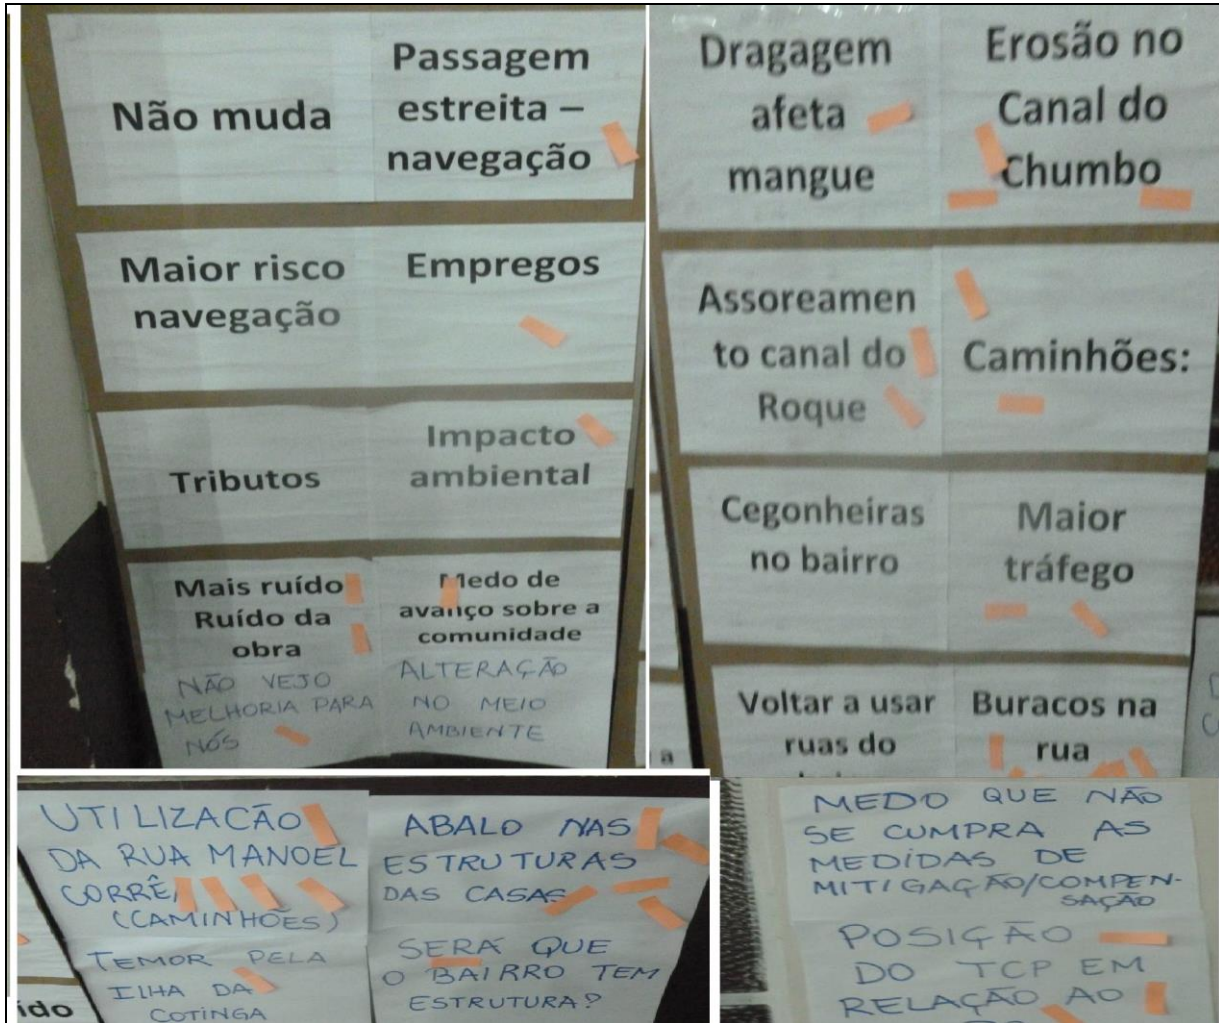 Não muda
Passagem
estreita –
navegação
Maior risco
navegação
Empregos
Tributos
Impacto
ambiental
Mais ruído
Ruído da
obra
NÃO VEJO
MELHORIA PARA
NÓS
Medo de
avanço sobre a
comunidade
ALTERAÇÃO
NO MEIO
AMBIENTE
Dragagem
afeta
mangue
Erosão no
Canal do
Chumbo
Assoreamen
to canal do
Roque
Caminhões:
Cegonheiras
no bairro
Maior
tráfego
a
Voltar a usar
ruas do
Buracos na
rua
UTILIZACÃO
DA RUA MANOEL
CORRÊ
(CAMINHÕES)
TEMOR PELA
ILHA DA
COTINGA
ido
ABALO NAS
ESTRUTURAS
DAS CASAS
SERÁ QUE
O BAIRRO TEM
ESTRUTURA?
MEDO QUE NÃO
SE CUMPRA AS
MEDIDAS DE
MITIGAÇÃO/COMPEN-
SAÇÃO
POSIÇÃO
DO TCP EM
RELAÇÃO AO